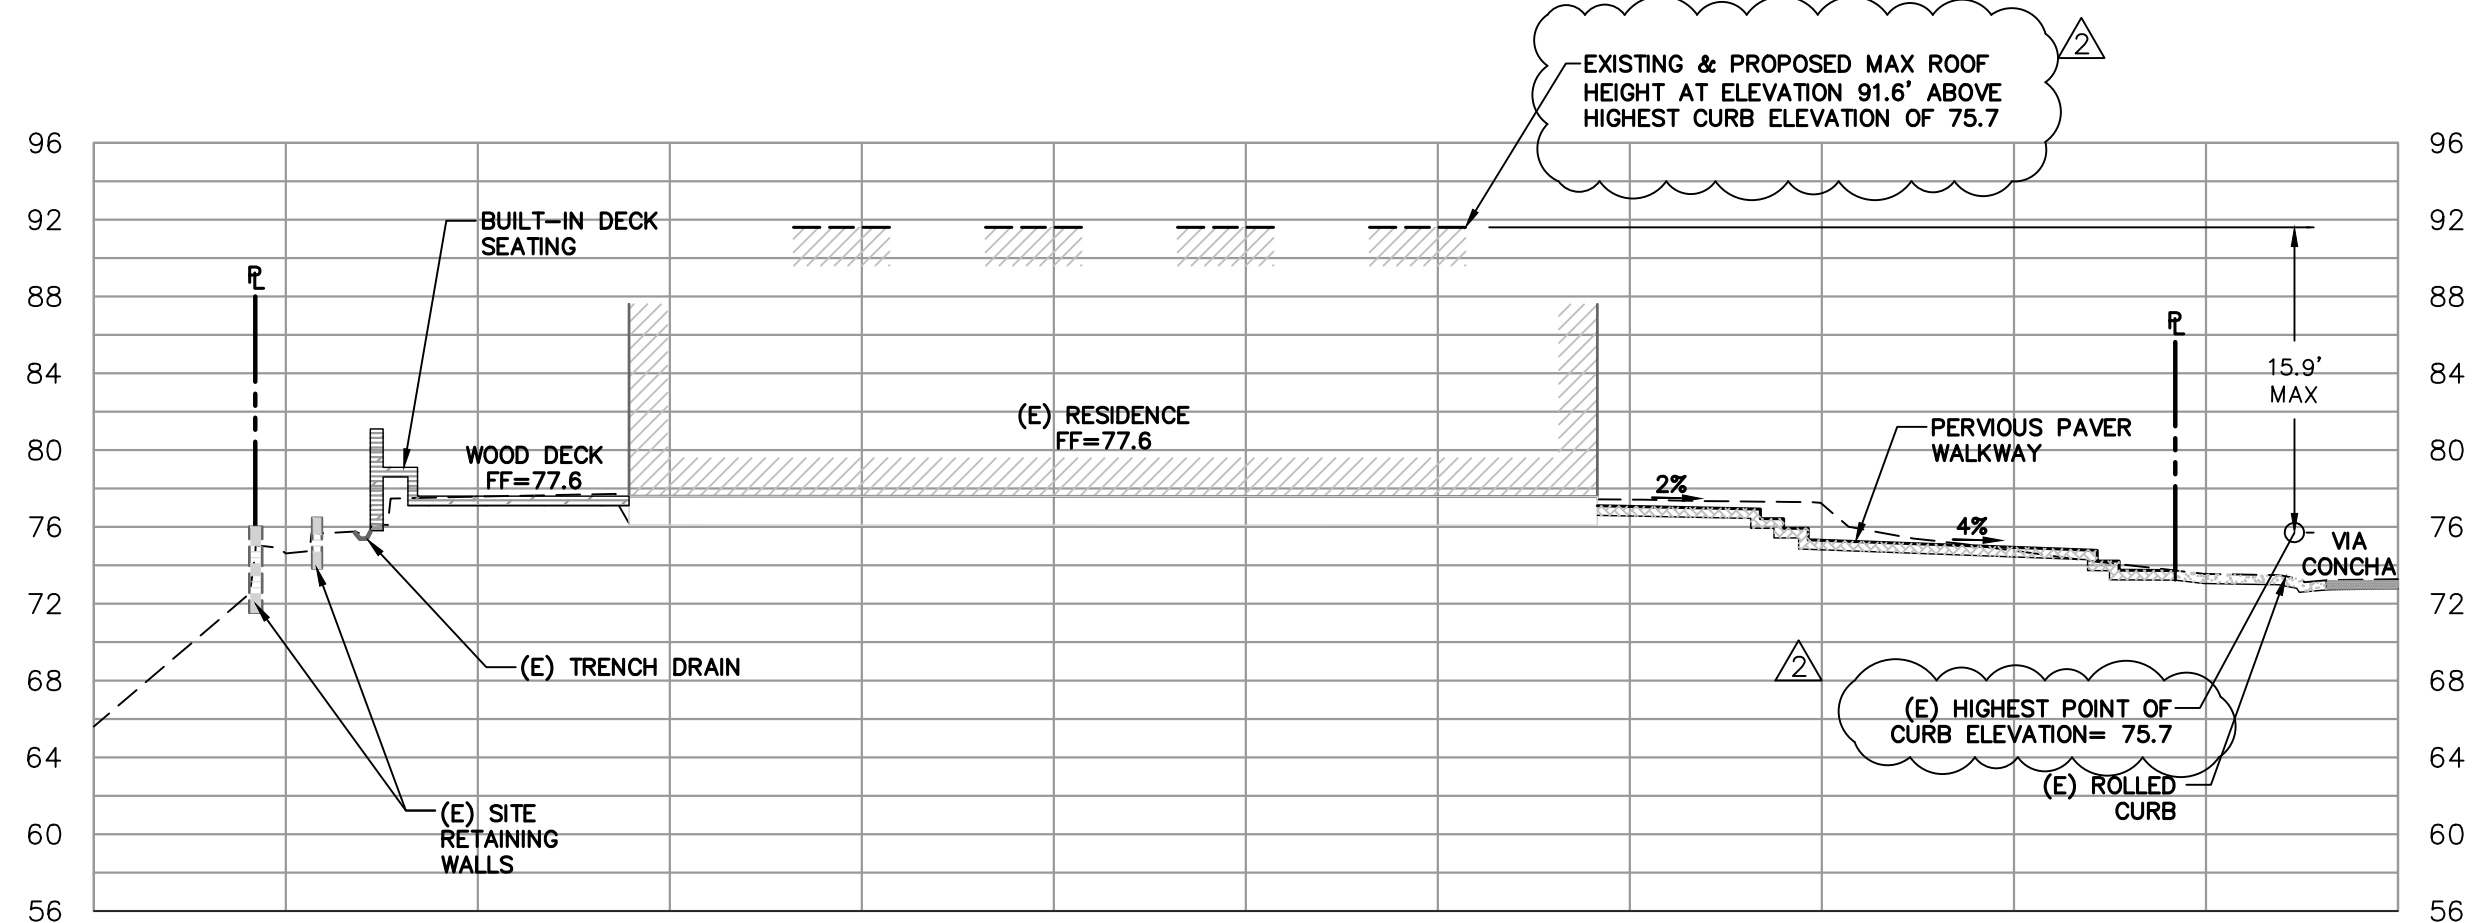 2
EXISTING & PROPOSED MAX ROOF
HEIGHT AT ELEVATION 91.6' ABOVE
HIGHEST CURB ELEVATION OF 75.7
96
96
92
92
BUILT-IN DECK
SEATING
PL
88
88
PL
84
84
15.9'
MAX
(E) RESIDENCE
FF=77.6
80
80
WOOD DECK
FF=77.6
PERVIOUS PAVER
WALKWAY
2%
4%
76
76
VIA
CONCHA
72
72
(E) TRENCH DRAIN
2
68
68
(E) HIGHEST POINT OF
CURB ELEVATION= 75.7
64
64
(E) ROLLED
CURB
(E) SITE
RETAINING
WALLS
60
60
56
56